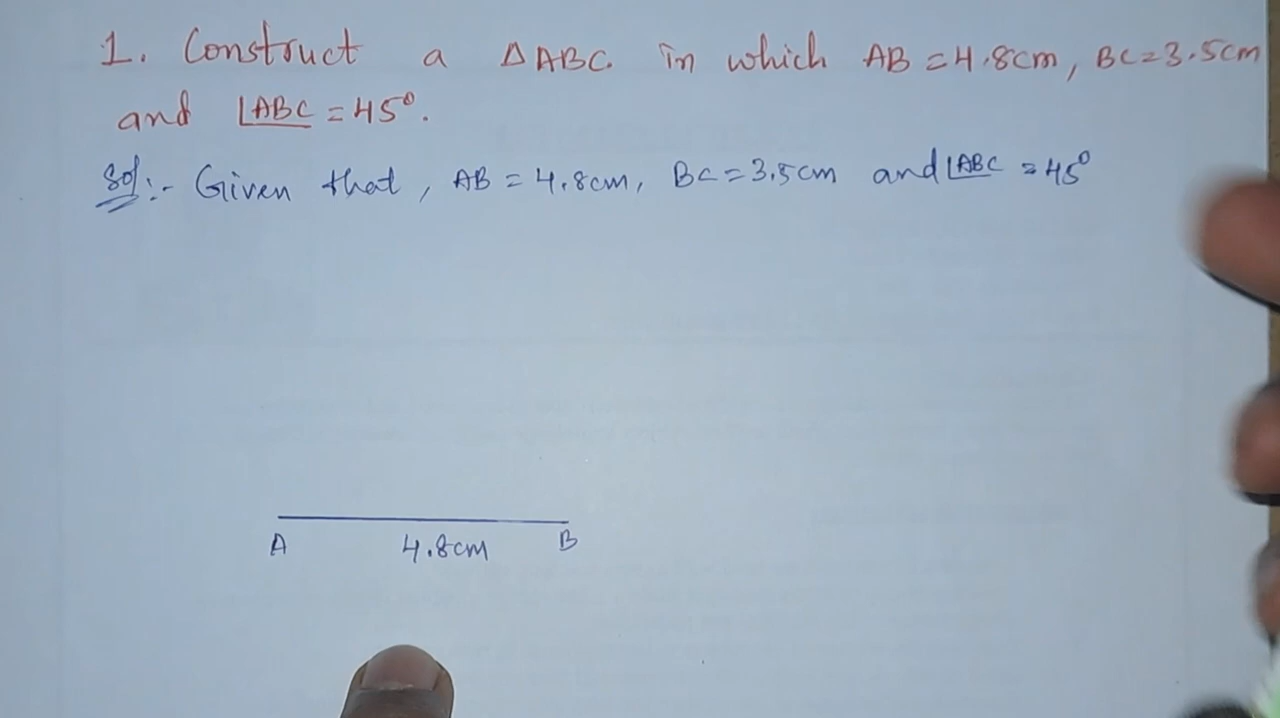 1. Construct a △ABC. in which AB = 4.8cm, BC = 3.5cm
and ∠ABC = 45°.
Sol:- Given that, AB = 4.8cm, BC = 3.5cm and ∠ABC = 45°
A 4.8cm B